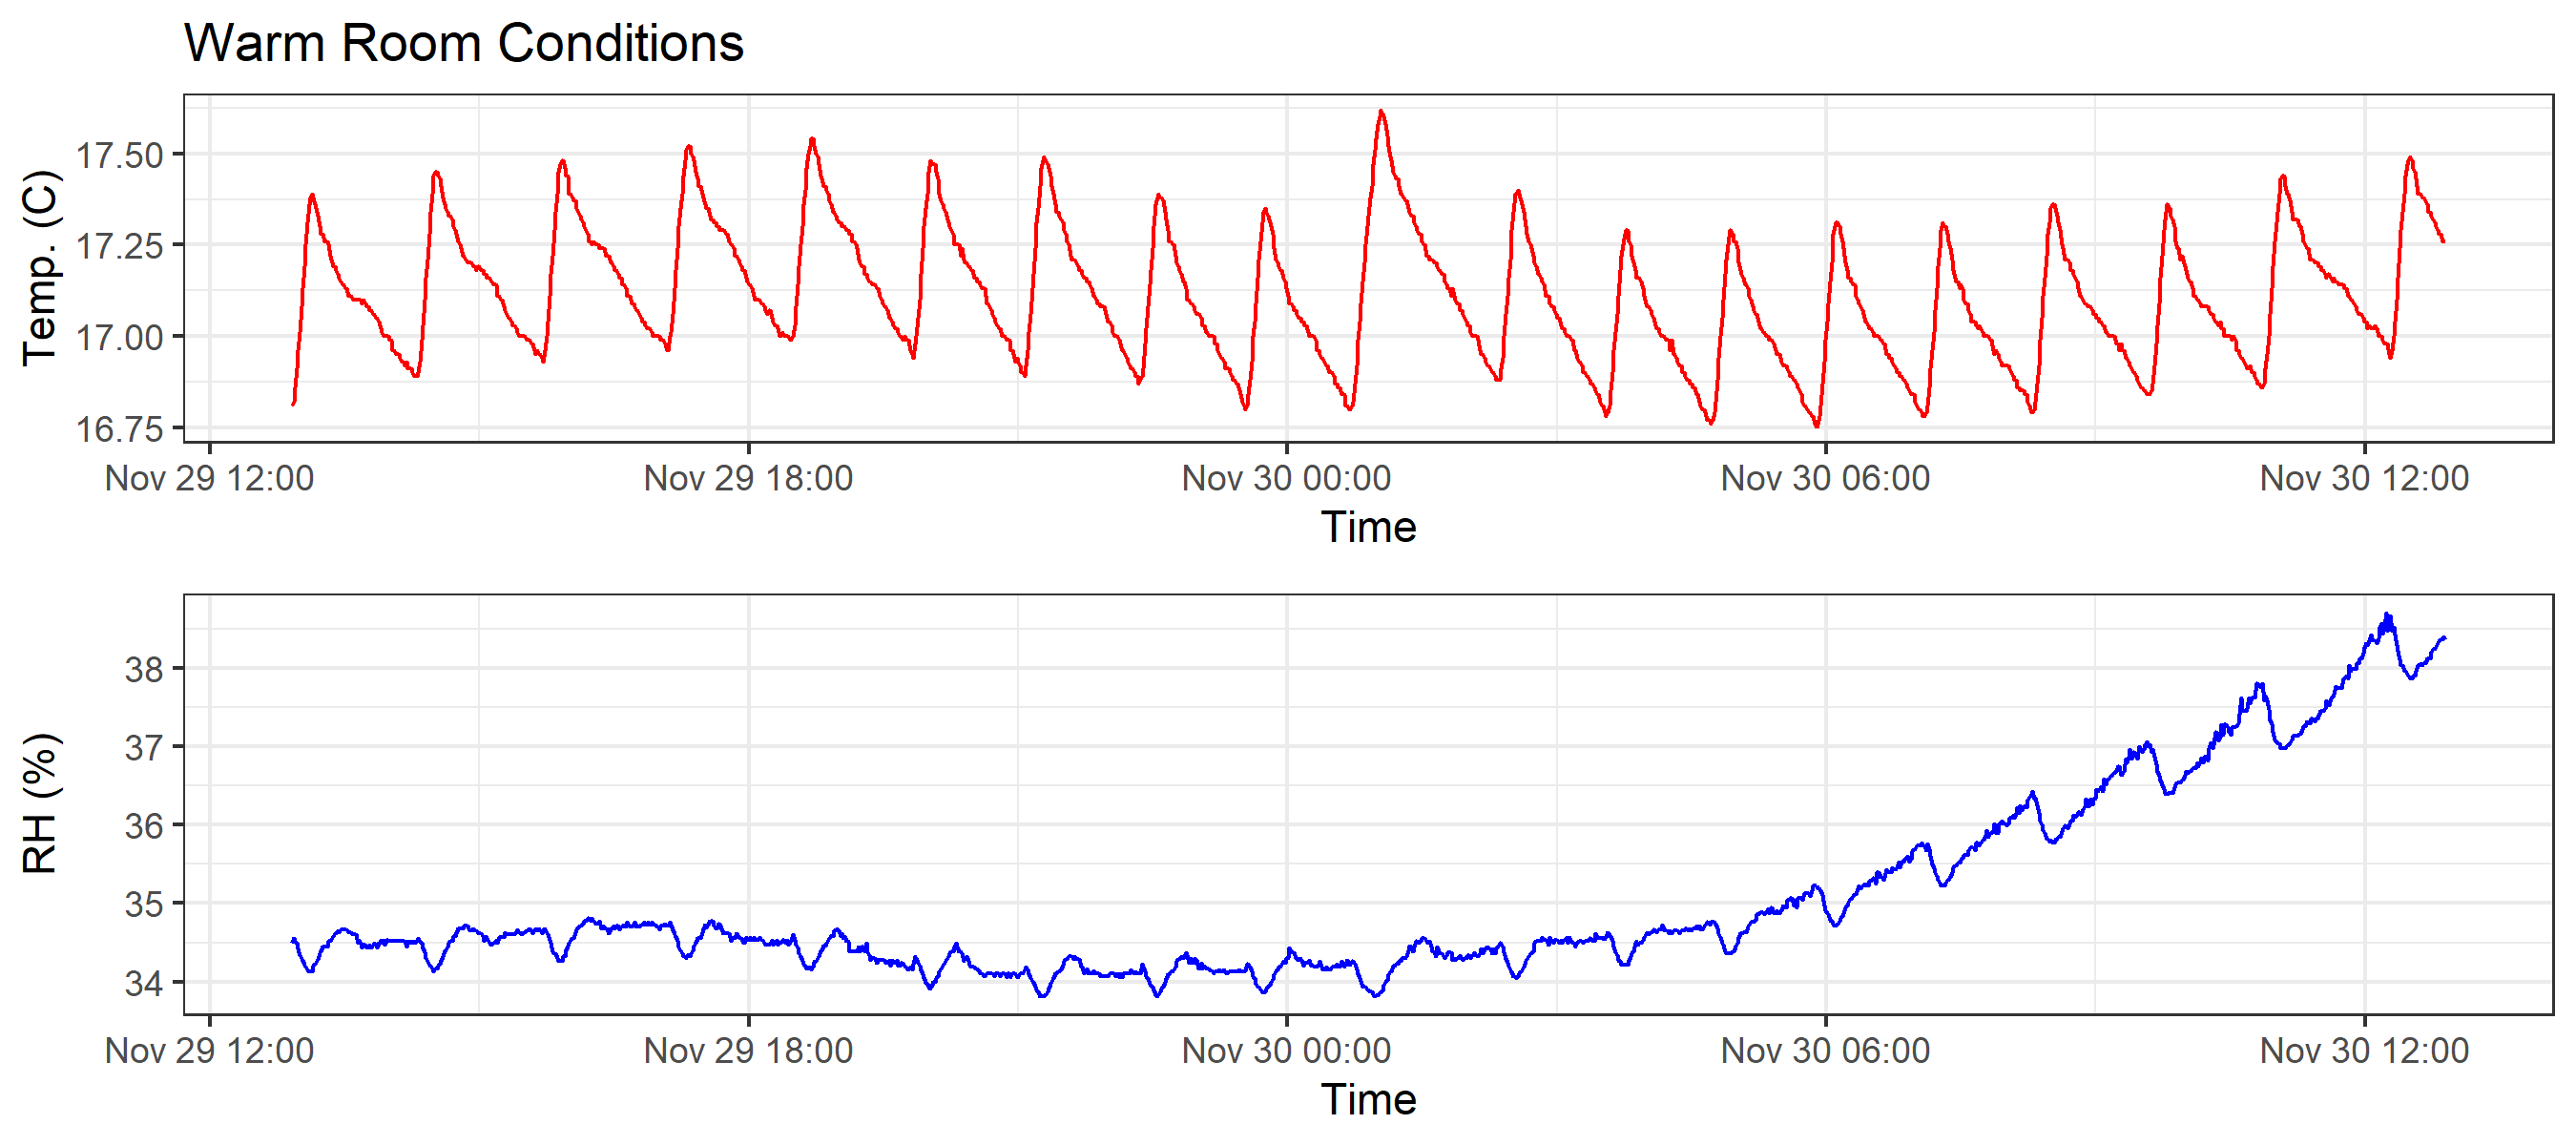 Warm Room Conditions
Temp. (C)
17.50
17.25
17.00
16.75
Nov 29 12:00 Nov 29 18:00 Nov 30 00:00 Nov 30 06:00 Nov 30 12:00
Time
RH (%)
38
37
36
35
34
Nov 29 12:00 Nov 29 18:00 Nov 30 00:00 Nov 30 06:00 Nov 30 12:00
Time